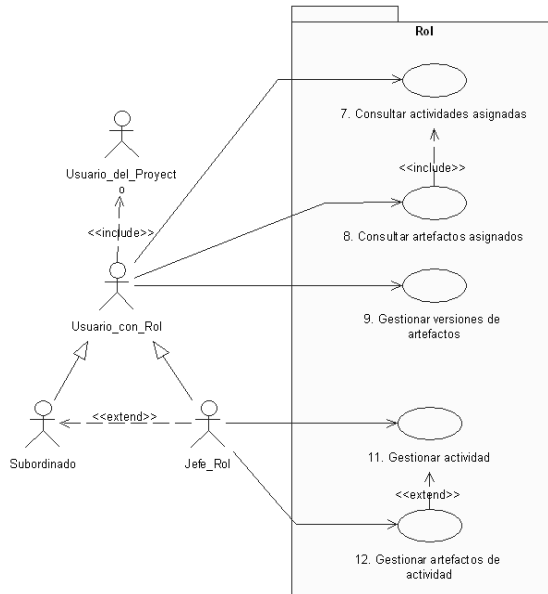 Rol
7. Consultar actividades asignadas
<<include>>
Usuario_del_Proyect
o
<<include>>
8. Consultar artefactos asignados
Usuario_con_Rol
9. Gestionar versiones de
artefactos
<<extend>>
Subordinado
Jefe_Rol
11. Gestionar actividad
<<extend>>
12. Gestionar artefactos de
actividad